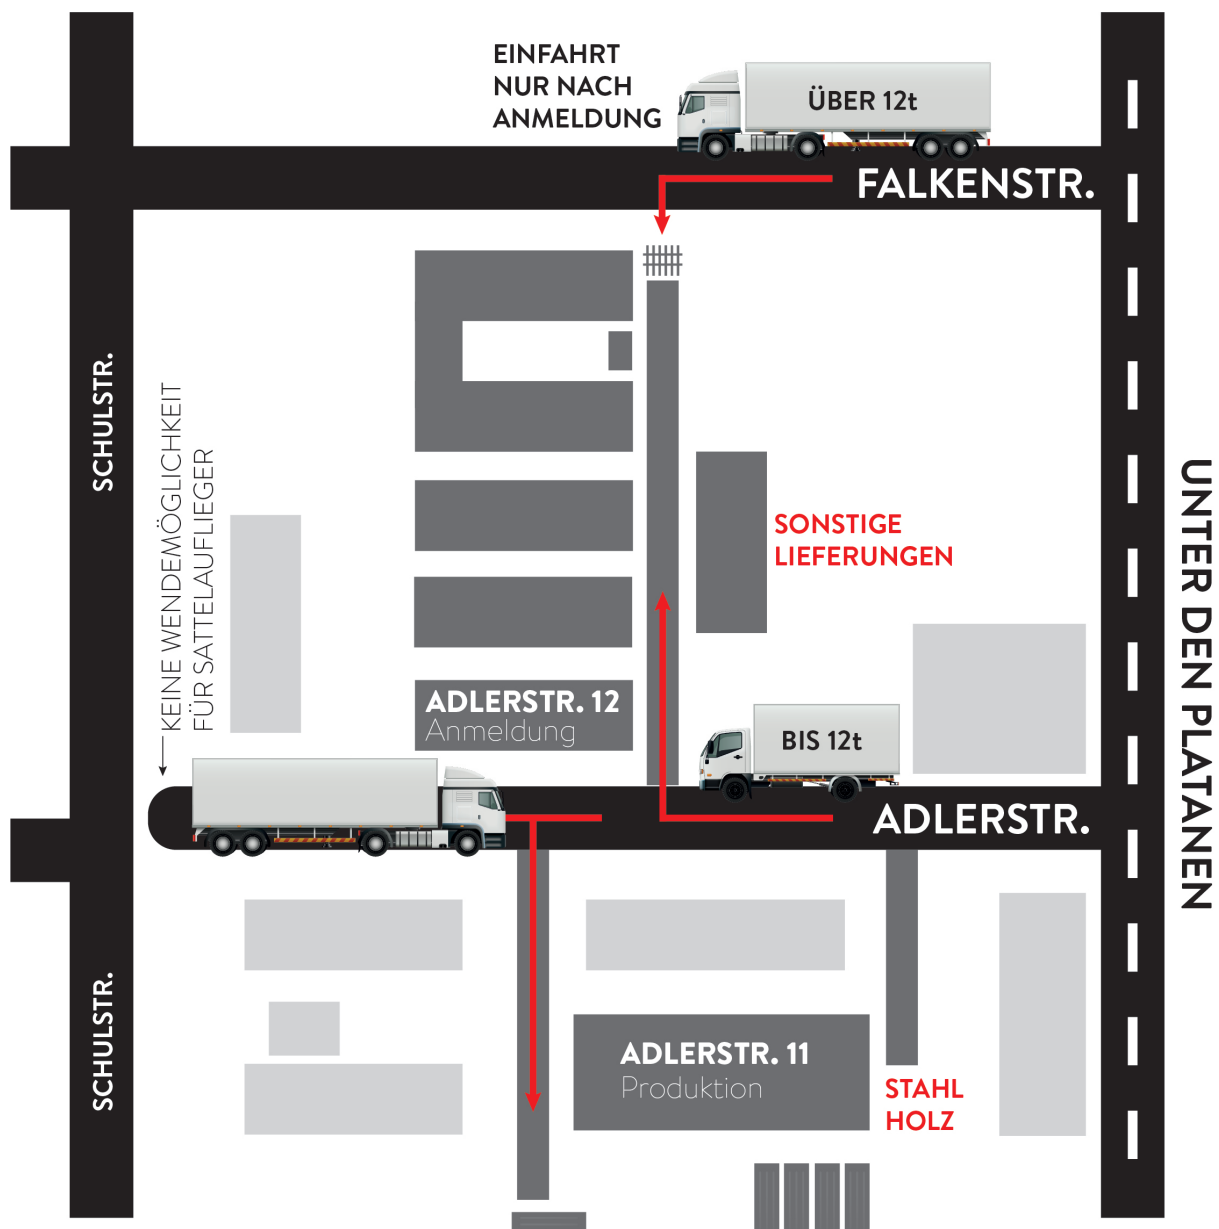 EINFAHRT
NUR NACH
ANMELDUNG
ÜBER 12t
FALKENSTR.
SCHULSTR.
KEINE WENDEMÖGLICHKEIT
FÜR SATTELAUFLIEGER
SONSTIGE
LIEFERUNGEN
UNTER DEN PLATANEN
ADLERSTR. 12
Anmeldung
BIS 12t
ADLERSTR.
SCHULSTR.
ADLERSTR. 11
Produktion
STAHL
HOLZ